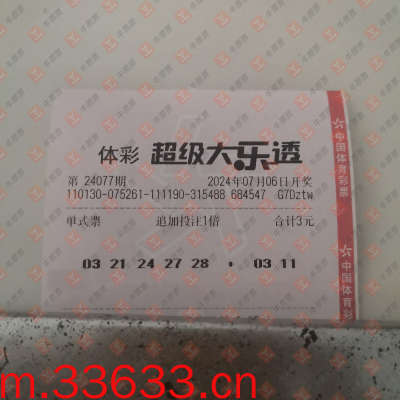 体彩 超级大乐透
第 24077期 2024年07月06日开奖
110130-075261-111190-315488 684547 G7Dztw
单式票 追加投注1倍 合计3元
03 21 24 27 28 + 03 11
中国体育彩票
中国体育彩
m.33633.cn